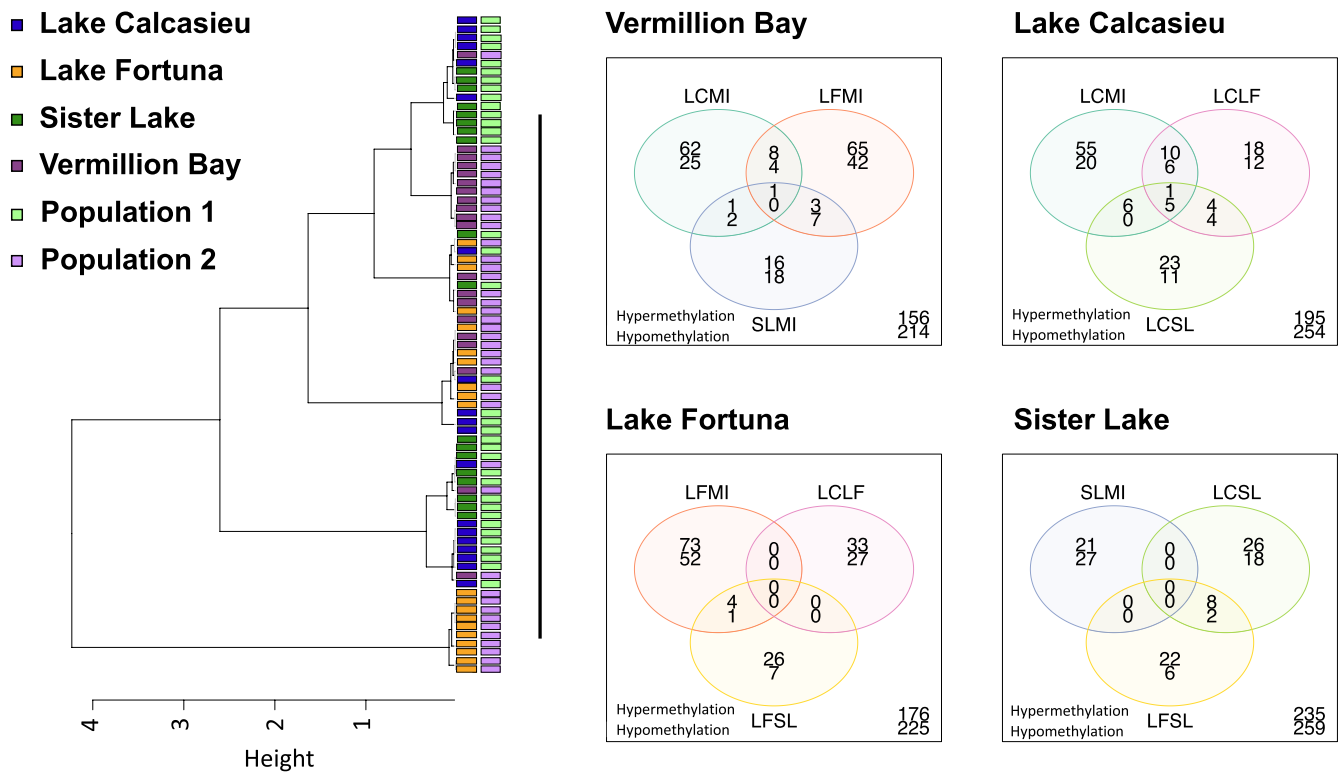 Lake Calcasieu
Lake Fortuna
Sister Lake
Vermillion Bay
Population 1
Population 2
4
3
2
1
Height
Vermillion Bay
LCMI
LFMI
62
25
8
4
65
42
1
0
1
2
3
7
16
18
Hypermethylation
Hypomethylation
SLMI
156
214
Lake Calcasieu
LCMI
LCLF
55
20
10
6
18
12
1
5
6
0
4
4
23
11
Hypermethylation
Hypomethylation
LCSL
195
254
Lake Fortuna
LFMI
LCLF
73
52
0
0
33
27
0
0
4
1
0
0
26
7
Hypermethylation
Hypomethylation
LFSL
176
225
Sister Lake
SLMI
LCSL
21
27
0
0
26
18
0
0
0
0
8
2
22
6
Hypermethylation
Hypomethylation
LFSL
235
259